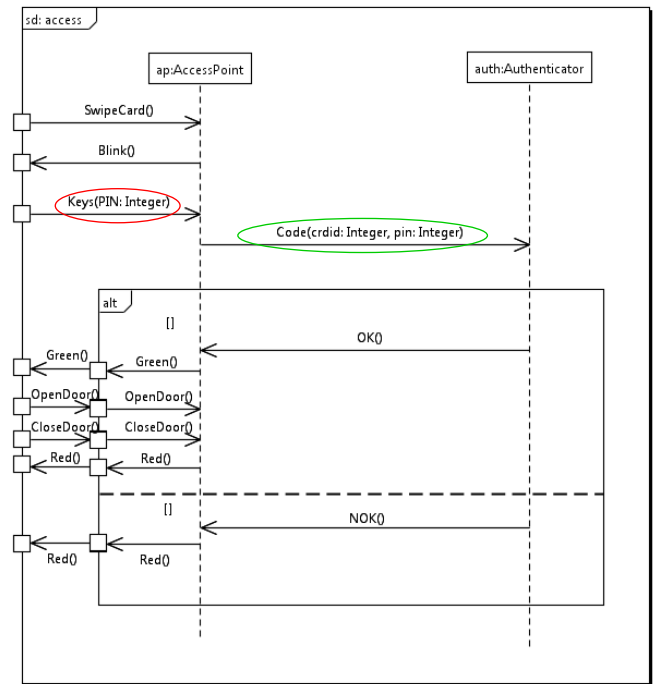 sd: access
ap:AccessPoint
auth:Authenticator
SwipeCard()
Blink()
Keys(PIN: Integer)
Code(crdid: Integer, pin: Integer)
alt
[]
OK()
Green()
Green()
OpenDoor()
OpenDoor()
CloseDoor()
CloseDoor()
Red()
Red()
[]
NOK()
Red()
Red()